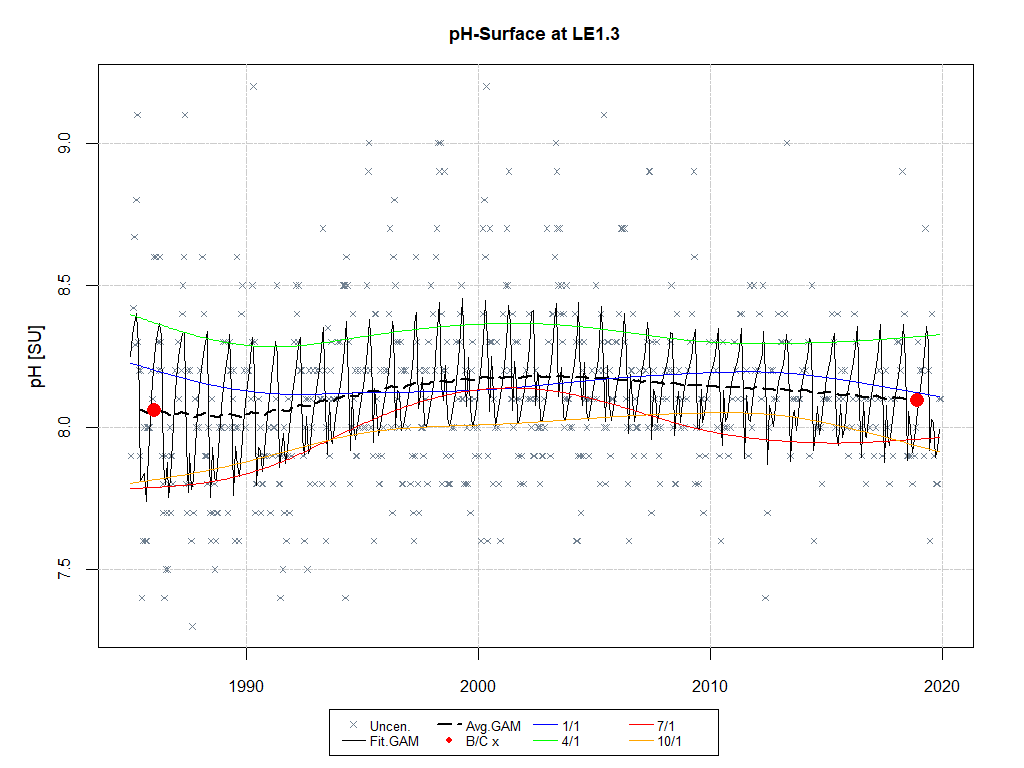 pH-Surface at LE1.3
pH [SU]
9.0
8.5
8.0
7.5
1990 2000 2010 2020
Uncen. Avg.GAM 1/1 7/1
Fit.GAM B/C x 4/1 10/1